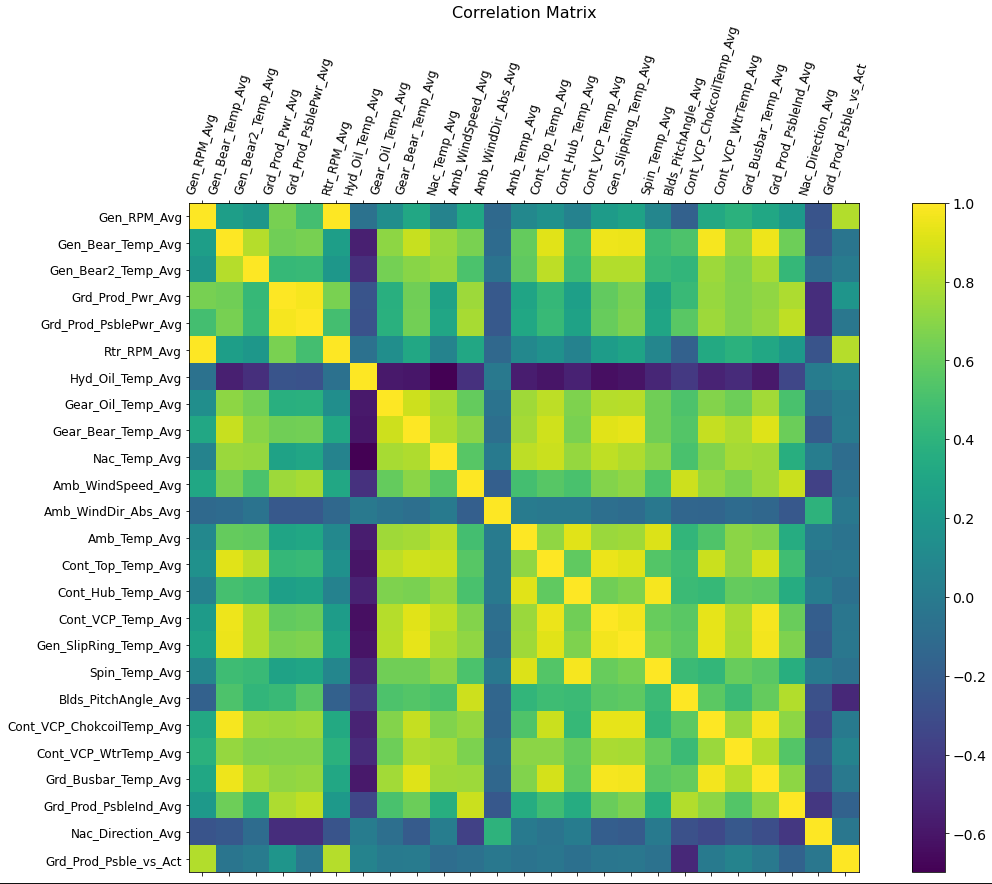 Correlation Matrix
Gen_RPM_Avg
Gen_Bear_Temp_Avg
Gen_Bear2_Temp_Avg
Grd_Prod_Pwr_Avg
Grd_Prod_PsblePwr_Avg
Rtr_RPM_Avg
Hyd_Oil_Temp_Avg
Gear_Oil_Temp_Avg
Gear_Bear_Temp_Avg
Nac_Temp_Avg
Amb_WindSpeed_Avg
Amb_WindDir_Abs_Avg
Amb_Temp_Avg
Cont_Top_Temp_Avg
Cont_Hub_Temp_Avg
Cont_VCP_Temp_Avg
Gen_SlipRing_Temp_Avg
Spin_Temp_Avg
Blds_PitchAngle_Avg
Cont_VCP_ChokcoilTemp_Avg
Cont_VCP_WtrTemp_Avg
Grd_Busbar_Temp_Avg
Grd_Prod_PsbleInd_Avg
Nac_Direction_Avg
Grd_Prod_Psble_vs_Act
Gen_RPM_Avg
Gen_Bear_Temp_Avg
Gen_Bear2_Temp_Avg
Grd_Prod_Pwr_Avg
Grd_Prod_PsblePwr_Avg
Rtr_RPM_Avg
Hyd_Oil_Temp_Avg
Gear_Oil_Temp_Avg
Gear_Bear_Temp_Avg
Nac_Temp_Avg
Amb_WindSpeed_Avg
Amb_WindDir_Abs_Avg
Amb_Temp_Avg
Cont_Top_Temp_Avg
Cont_Hub_Temp_Avg
Cont_VCP_Temp_Avg
Gen_SlipRing_Temp_Avg
Spin_Temp_Avg
Blds_PitchAngle_Avg
Cont_VCP_ChokcoilTemp_Avg
Cont_VCP_WtrTemp_Avg
Grd_Busbar_Temp_Avg
Grd_Prod_PsbleInd_Avg
Nac_Direction_Avg
Grd_Prod_Psble_vs_Act
1.0
0.8
0.6
0.4
0.2
0.0
−0.2
−0.4
−0.6